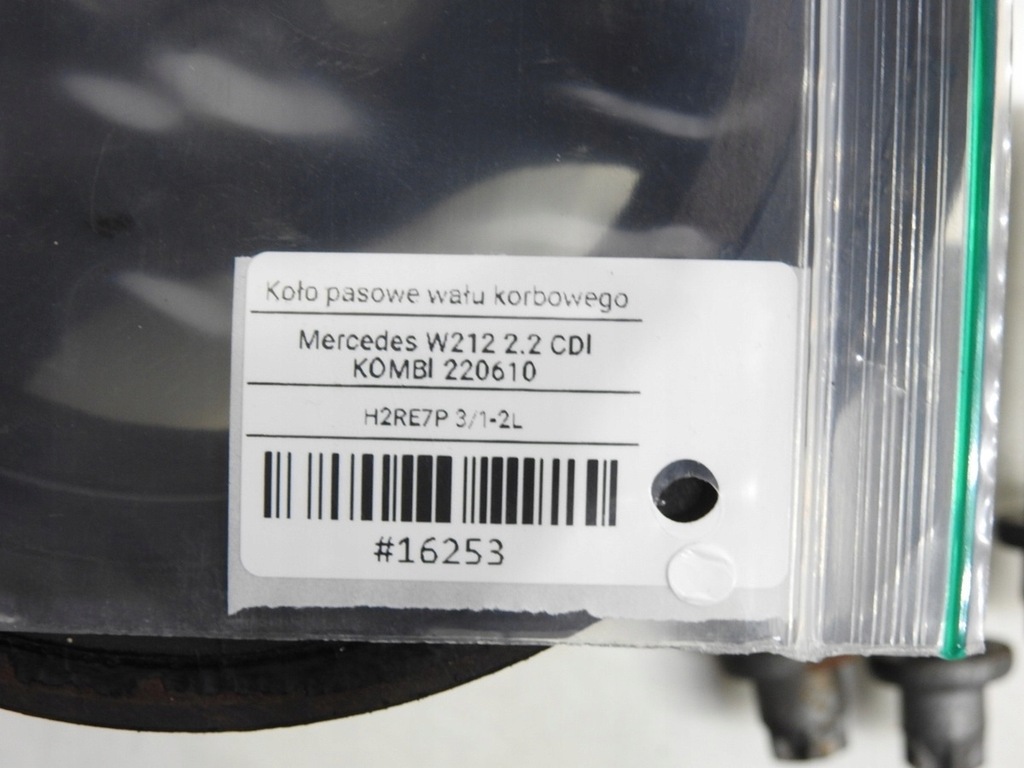 Koło pasowe wału korbowego
Mercedes W212 2.2 CDI
KOMBI 220610
H2RE7P 3/1-2L
#16253